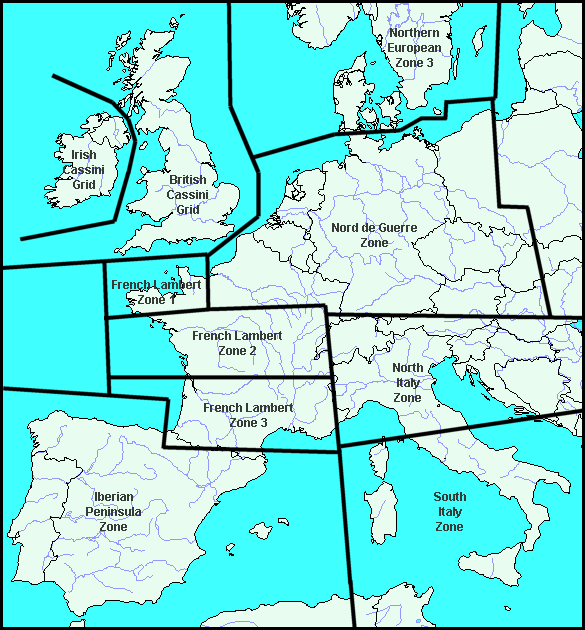 Northern
European
Zone 3
Irish
Cassini
Grid
British
Cassini
Grid
Nord de Guerre
Zone
French Lambert
Zone 1
French Lambert
Zone 2
North
Italy
Zone
French Lambert
Zone 3
Iberian
Peninsula
Zone
South
Italy
Zone